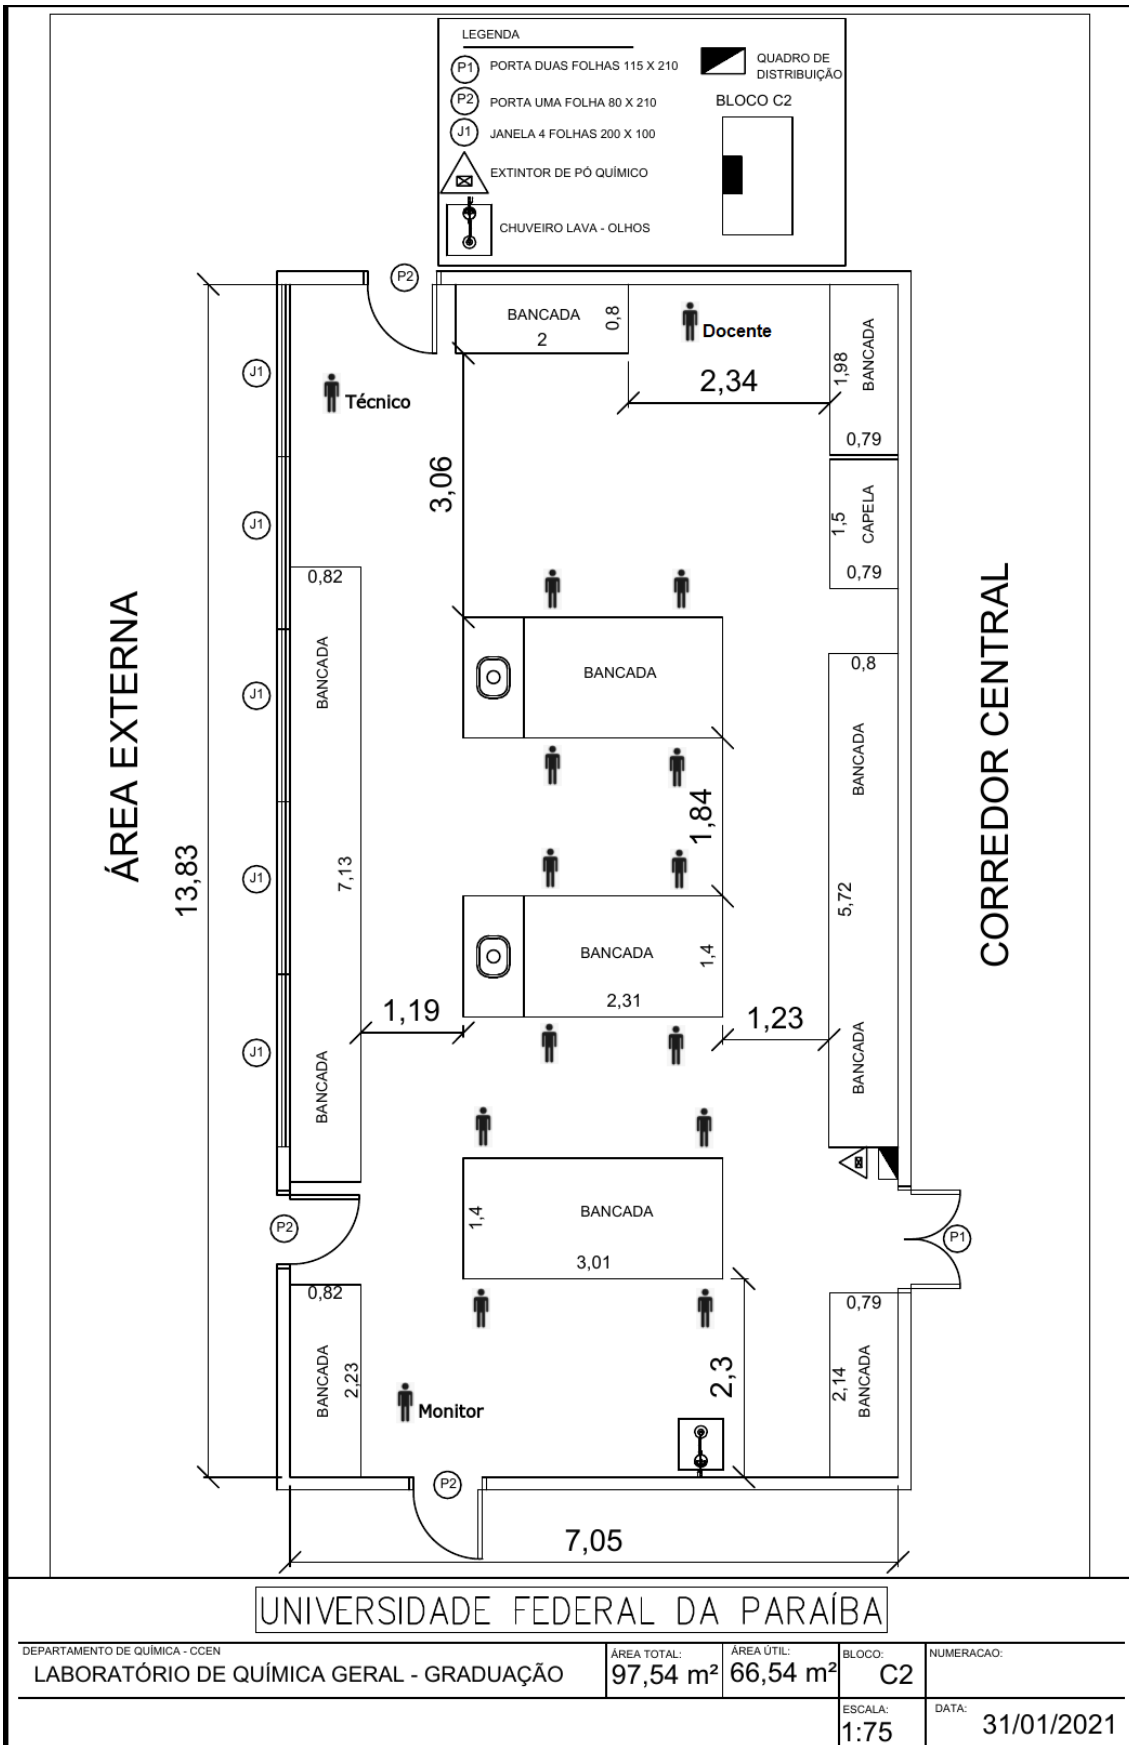 LEGENDA
P1 PORTA DUAS FOLHAS 115 X 210
P2 PORTA UMA FOLHA 80 X 210
J1 JANELA 4 FOLHAS 200 X 100
EXTINTOR DE PÓ QUÍMICO
CHUVEIRO LAVA - OLHOS
QUADRO DE
DISTRIBUIÇÃO
BLOCO C2
P2
BANCADA
2
0,8
Docente
2,34
1,98
BANCADA
0,79
J1
Técnico
3,06
J1
1,5
CAPELA
0,79
0,82
BANCADA
J1
BANCADA
0,8
BANCADA
ÁREA EXTERNA
CORREDOR CENTRAL
13,83
7,13
1,84
J1
5,72
BANCADA
1,4
2,31
1,19
1,23
J1
BANCADA
BANCADA
1,4
BANCADA
3,01
P2
P1
0,82
BANCADA
2,23
0,79
2,14
BANCADA
2,3
Monitor
P2
7,05
UNIVERSIDADE FEDERAL DA PARAÍBA
DEPARTAMENTO DE QUÍMICA - CCEN
LABORATÓRIO DE QUÍMICA GERAL - GRADUAÇÃO
ÁREA TOTAL:
97,54 m²
ÁREA ÚTIL:
66,54 m²
BLOCO:
C2
NUMERACAO:
ESCALA:
1:75
DATA:
31/01/2021